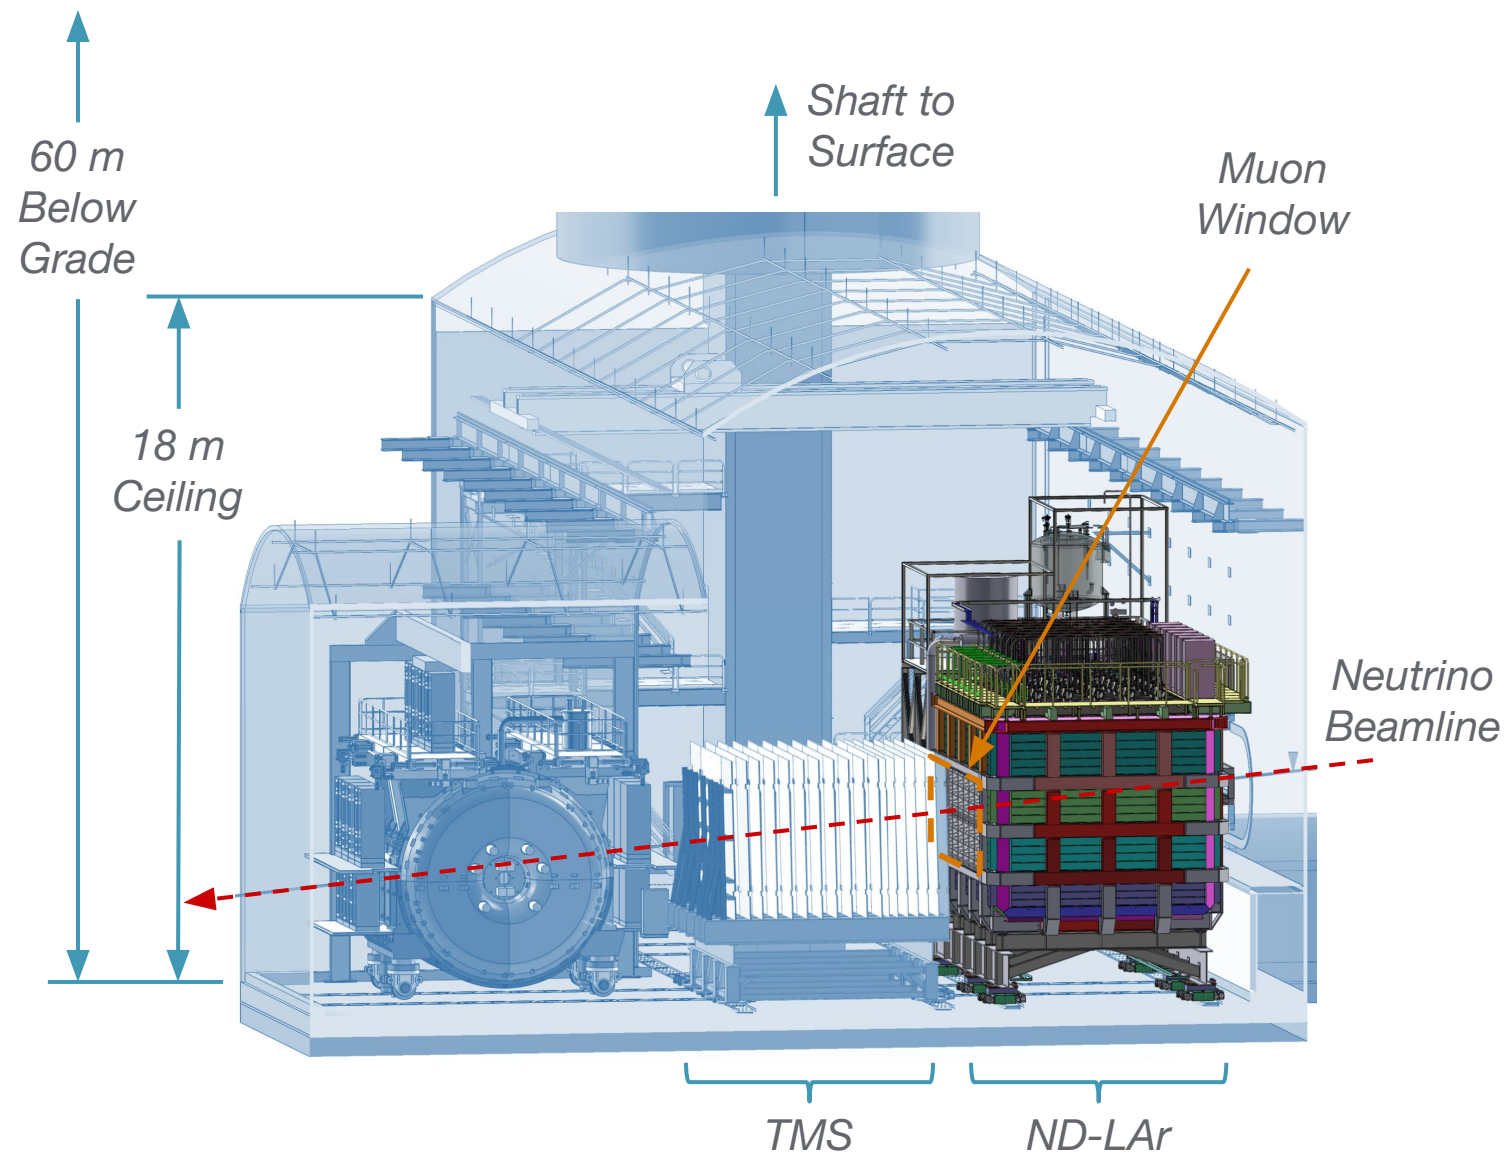 Shaft to
Surface
60 m
Below
Grade
Muon
Window
18 m
Ceiling
Neutrino
Beamline
TMS
ND-LAr